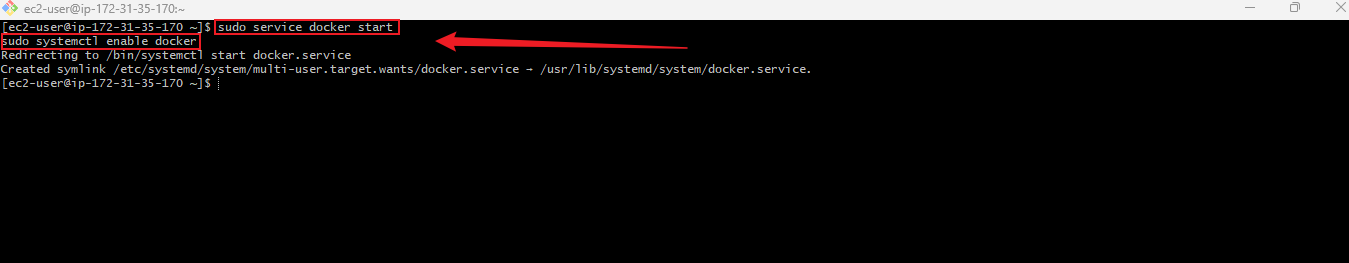 ec2-user@ip-172-31-35-170:~
[ec2-user@ip-172-31-35-170 ~]$ sudo service docker start
sudo systemctl enable docker
Redirecting to /bin/systemctl start docker.service
Created symlink /etc/systemd/system/multi-user.target.wants/docker.service → /usr/lib/systemd/system/docker.service.
[ec2-user@ip-172-31-35-170 ~]$